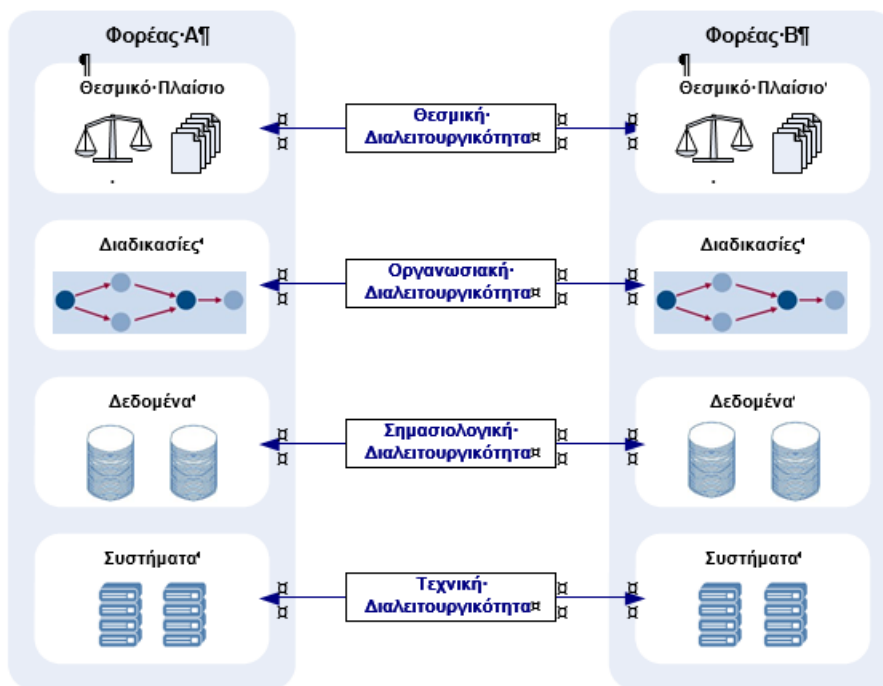 Φορέας·Α¶
Φορέας·Β¶
¶
Θεσμικό·Πλαίσιο
¤ ¤
¤ ¤
Θεσμική·
Διαλειτουργικότητα¤
¤ ¤
¤ ¤
¶
Θεσμικό·Πλαίσιο
Διαδικασίες
¤
¤
Οργανωσιακή·
Διαλειτουργικότητα¤
¤ ¤
¤ ¤
Διαδικασίες
Δεδομένα
¤
¤
Σημασιολογική·
Διαλειτουργικότητα¤
¤ ¤
¤ ¤
Δεδομένα
Συστήματα
¤
¤
Τεχνική·
Διαλειτουργικότητα¤
¤ ¤
¤ ¤
Συστήματα